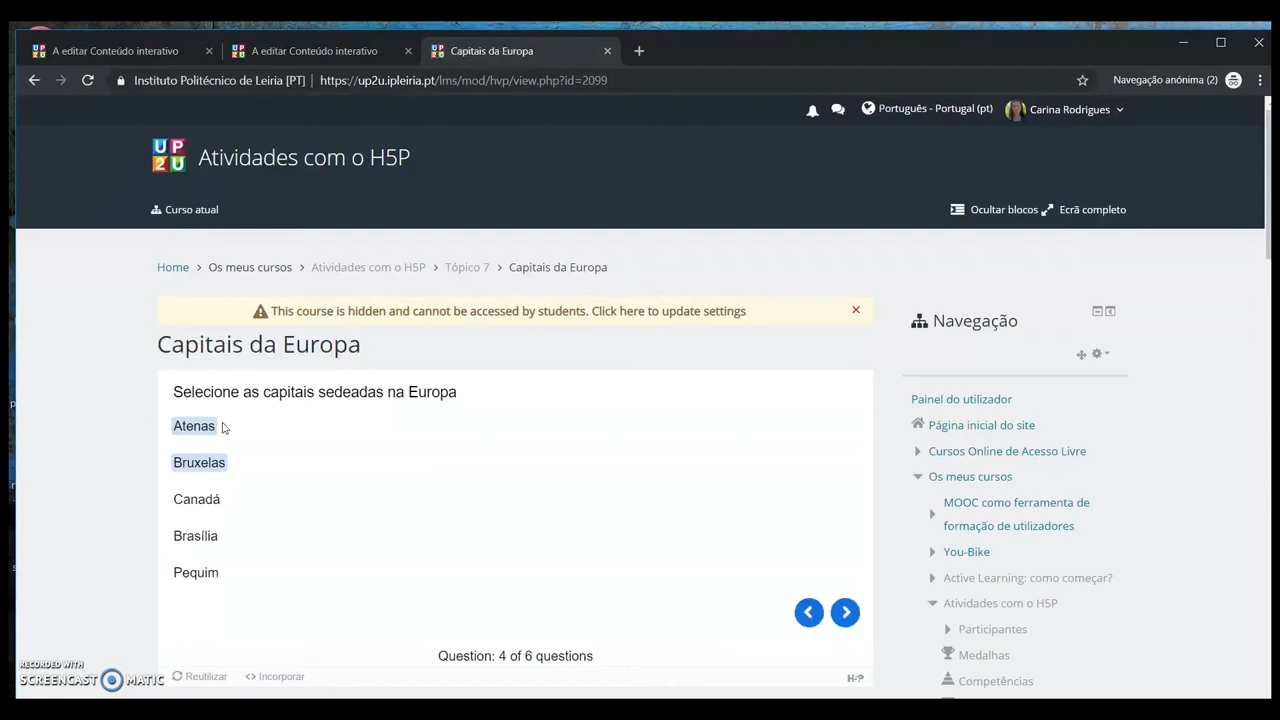 A editar Conteúdo interativo
A editar Conteúdo interativo
Capitais da Europa
Instituto Politécnico de Leiria [PT] | https://up2u.ipleiria.pt/lms/mod/hvp/view.php?id=2099
Navegação anónima (2)
Português - Portugal (pt)
Carina Rodrigues
UP2U
Atividades com o H5P
Curso atual
Ocultar blocos
Ecrã completo
Home > Os meus cursos > Atividades com o H5P > Tópico 7 > Capitais da Europa
This course is hidden and cannot be accessed by students. Click here to update settings
Capitais da Europa
Selecione as capitais sedeadas na Europa
Atenas
Bruxelas
Canadá
Brasília
Pequim
Question: 4 of 6 questions
Reutilizar
<> Incorporar
H5P
Navegação
Painel do utilizador
Página inicial do site
Cursos Online de Acesso Livre
Os meus cursos
MOOC como ferramenta de
formação de utilizadores
You-Bike
Active Learning: como começar?
Atividades com o H5P
Participantes
Medalhas
Competências
RECORDED WITH
SCREENCAST MATIC